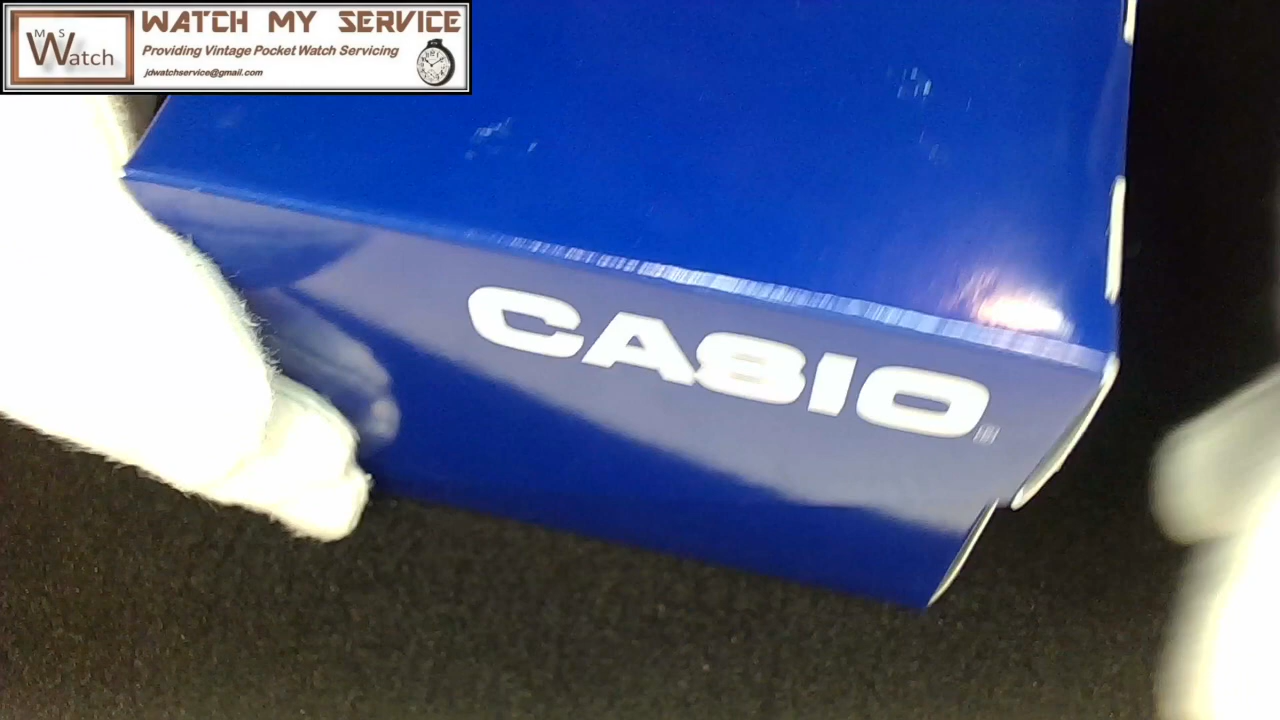 M S
Watch
WATCH MY SERVICE
Providing Vintage Pocket Watch Servicing
jdwatchservice@gmail.com
CASIO